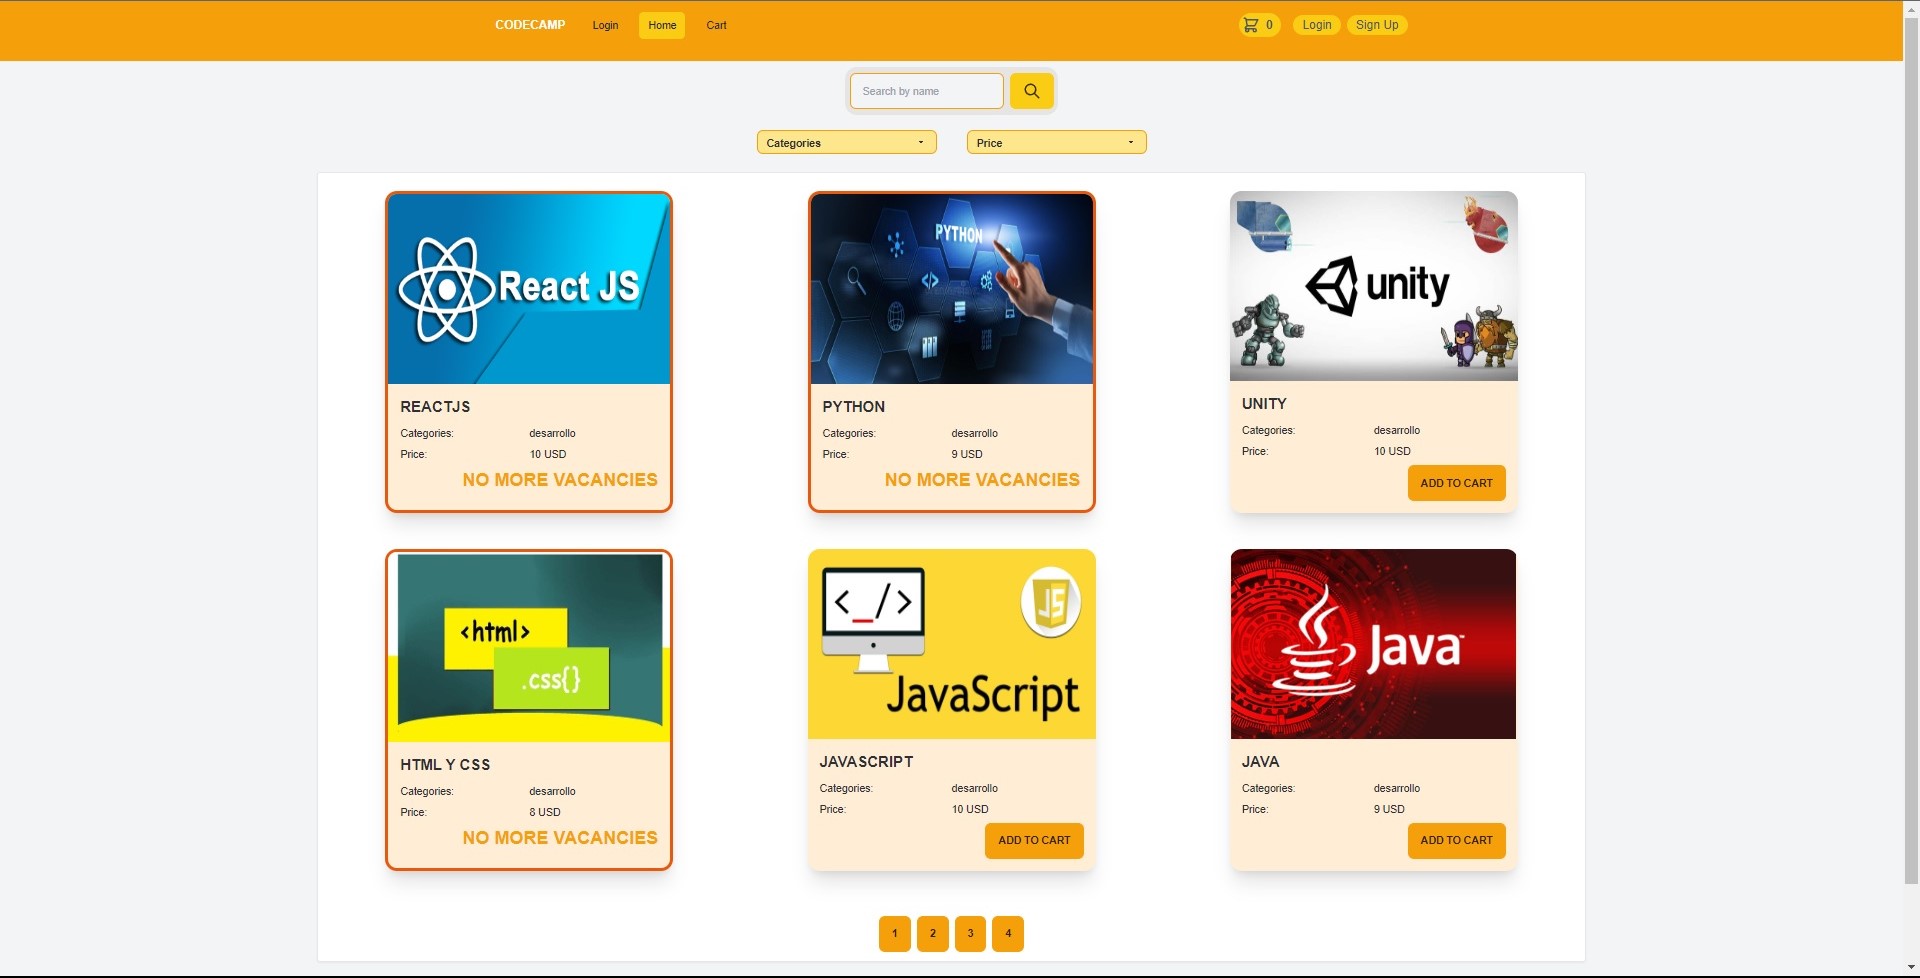 CODECAMP Login Home Cart 0 Login Sign Up
Search by name
Categories Price
React JS
PYTHON
unity
REACTJS
Categories: desarrollo
Price: 10 USD
NO MORE VACANCIES
PYTHON
Categories: desarrollo
Price: 9 USD
NO MORE VACANCIES
UNITY
Categories: desarrollo
Price: 10 USD
ADD TO CART
<html>
.css{}
<_/>
JS
JavaScript
Java™
HTML Y CSS
Categories: desarrollo
Price: 8 USD
NO MORE VACANCIES
JAVASCRIPT
Categories: desarrollo
Price: 10 USD
ADD TO CART
JAVA
Categories: desarrollo
Price: 9 USD
ADD TO CART
1 2 3 4